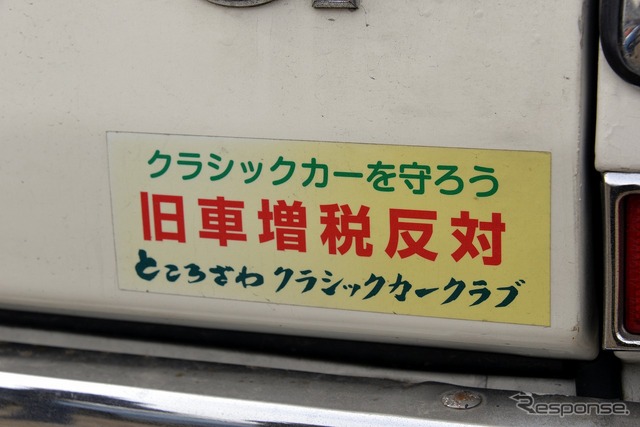 クラシックカーを守ろう
旧車増税反対
ところざわ クラシックカークラブ
Response.